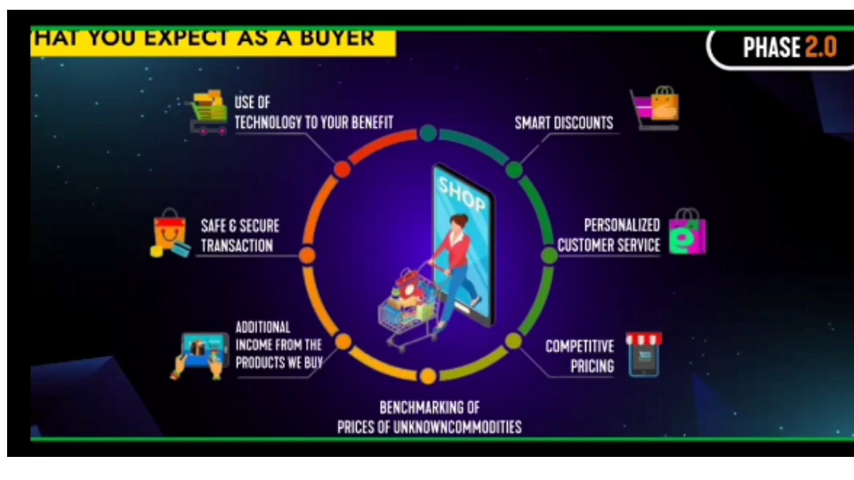 HAT YOU EXPECT AS A BUYER
PHASE 2.0
USE OF
TECHNOLOGY TO YOUR BENEFIT
SMART DISCOUNTS
SHOP
SAFE & SECURE
TRANSACTION
PERSONALIZED
CUSTOMER SERVICE
e
ADDITIONAL
INCOME FROM THE
PRODUCTS WE BUY
COMPETITIVE
PRICING
BENCHMARKING OF
PRICES OF UNKNOWNCOMMODITIES